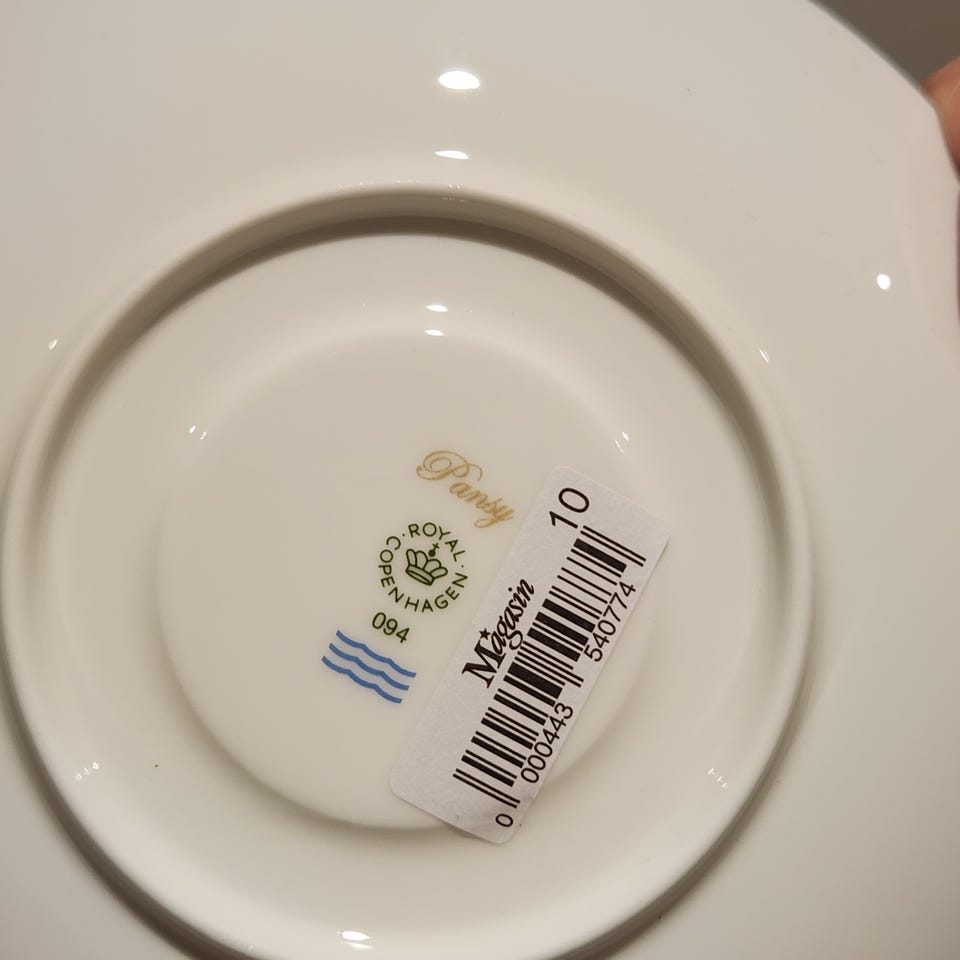 Pansy
ROYAL COPENHAGEN
094
10
Magasin
0 000443 540774